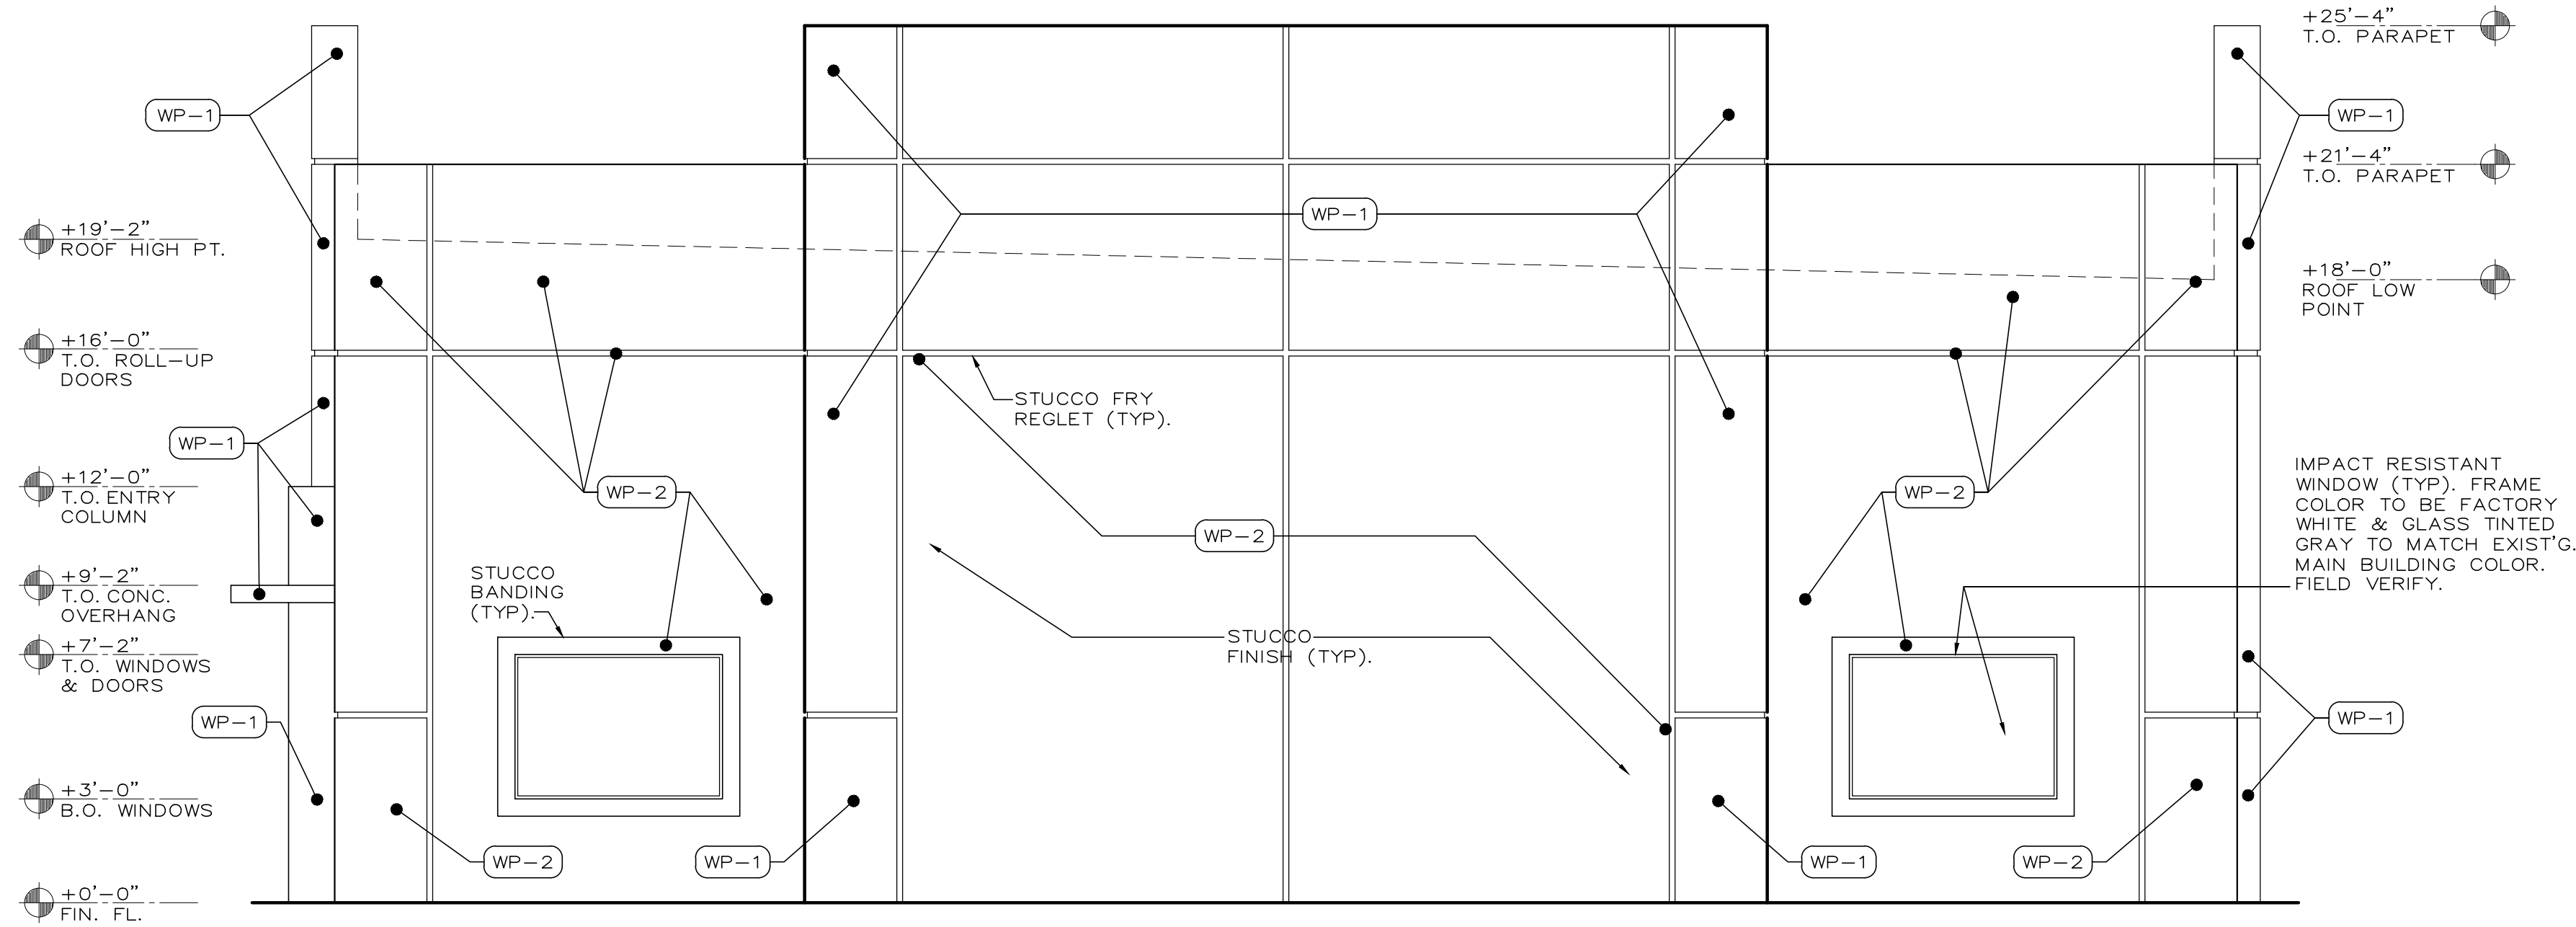 +25'-4"
T.O. PARAPET
WP-1
WP-1
+21'-4"
T.O. PARAPET
WP-1
+19'-2"
ROOF HIGH PT.
+18'-0"
ROOF LOW
POINT
+16'-0"
T.O. ROLL-UP
DOORS
STUCCO FRY
REGLET (TYP).
WP-1
+12'-0"
T.O. ENTRY
COLUMN
WP-2
WP-2
WP-2
IMPACT RESISTANT
WINDOW (TYP). FRAME
COLOR TO BE FACTORY
WHITE & GLASS TINTED
GRAY TO MATCH EXIST'G.
MAIN BUILDING COLOR.
FIELD VERIFY.
+9'-2"
T.O. CONC.
OVERHANG
STUCCO
BANDING
(TYP).
+7'-2"
T.O. WINDOWS
& DOORS
STUCCO
FINISH (TYP).
WP-1
WP-1
+3'-0"
B.O. WINDOWS
WP-2
WP-1
WP-1
WP-2
+0'-0"
FIN. FL.